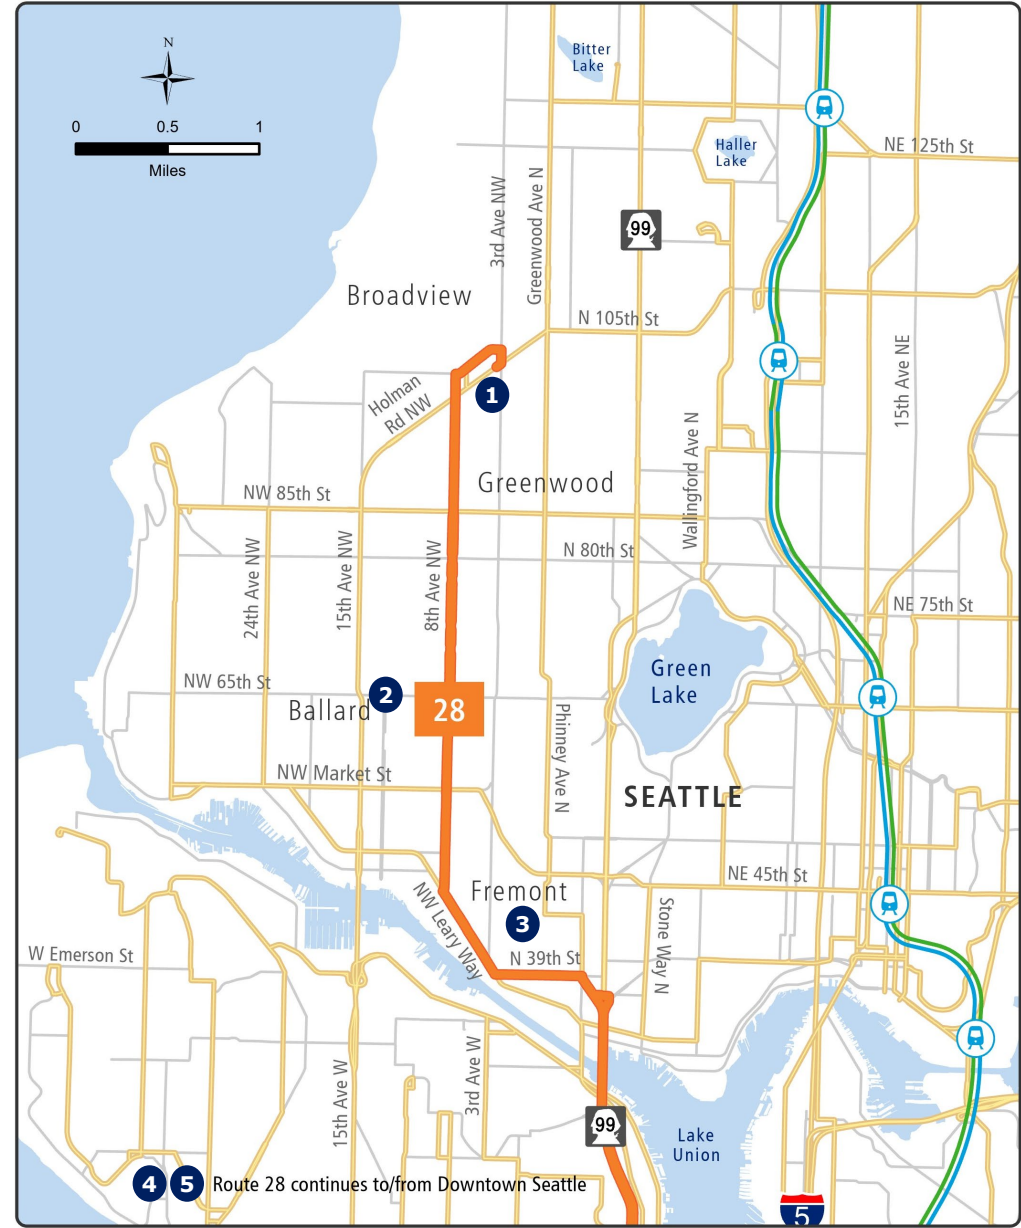 Bitter
Lake
N
0 0.5 1
Miles
NE 125th St
Haller
Lake
3rd Ave NW
Greenwood Ave N
99
Broadview
N 105th St
15th Ave NE
Holman
Rd NW
1
Wallingford Ave N
Greenwood
NW 85th St
24th Ave NW
15th Ave NW
8th Ave NW
N 80th St
NE 75th St
Green
Lake
NW 65th St
2
Ballard
28
Phinney Ave N
NW Market St
SEATTLE
NE 45th St
Fremont
3
NW Leary Way
Stone Way N
W Emerson St
N 39th St
15th Ave W
3rd Ave W
99
Lake
Union
4 5 Route 28 continues to/from Downtown Seattle
5